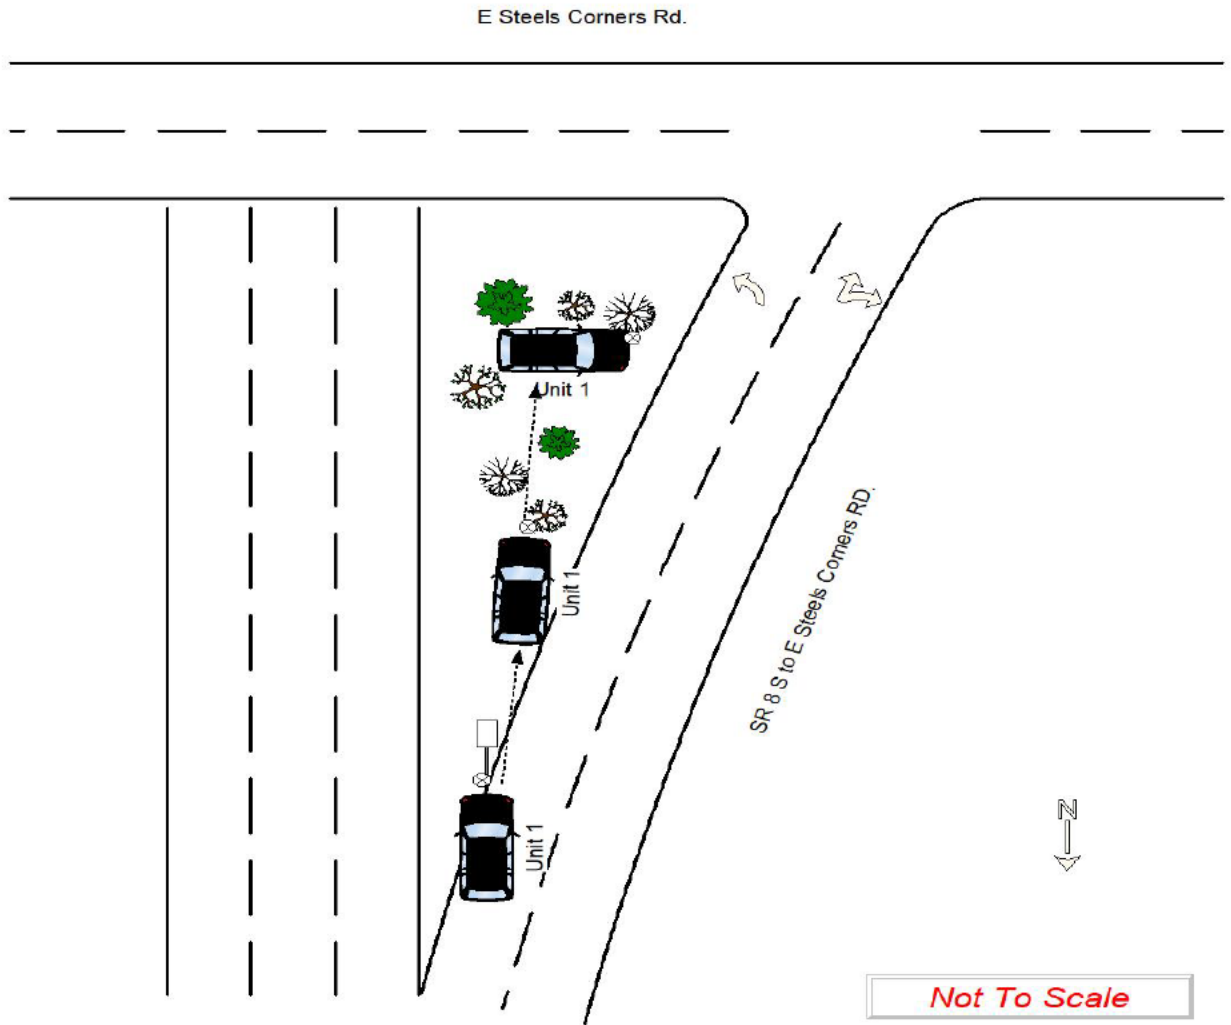 E Steels Corners Rd.
Unit 1
Unit 1
SR 8 S to E Steels Corners RD.
Unit 1
N
Not To Scale